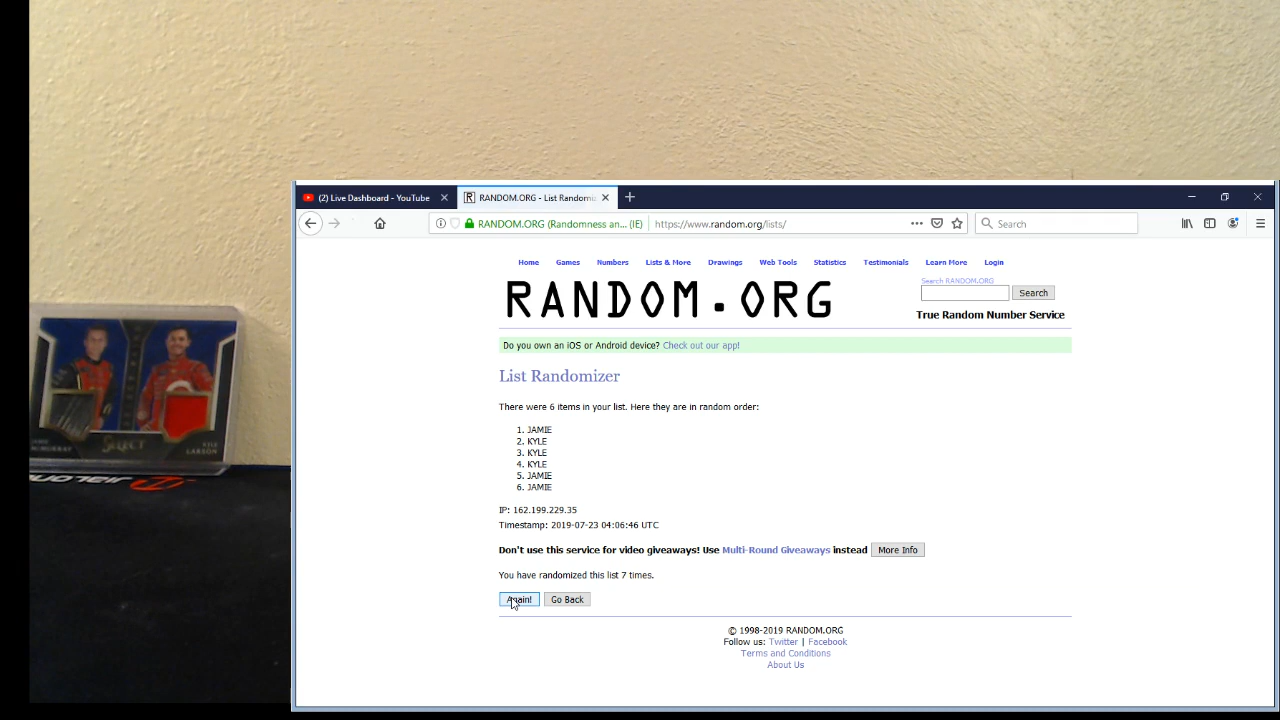 (2) Live Dashboard - YouTube
RANDOM.ORG - List Randomi
RANDOM.ORG (Randomness an... (IE)
https://www.random.org/lists/
Search
Home Games Numbers Lists & More Drawings Web Tools Statistics Testimonials Learn More Login
Search RANDOM.ORG
RANDOM.ORG
Search
True Random Number Service
Do you own an iOS or Android device? Check out our app!
List Randomizer
There were 6 items in your list. Here they are in random order:
1. JAMIE
2. KYLE
3. KYLE
4. KYLE
5. JAMIE
6. JAMIE
IP: 162.199.229.35
Timestamp: 2019-07-23 04:06:46 UTC
Don't use this service for video giveaways! Use Multi-Round Giveaways instead More Info
You have randomized this list 7 times.
Again! Go Back
© 1998-2019 RANDOM.ORG
Follow us: Twitter | Facebook
Terms and Conditions
About Us
SELECT
KYLE
LARSON